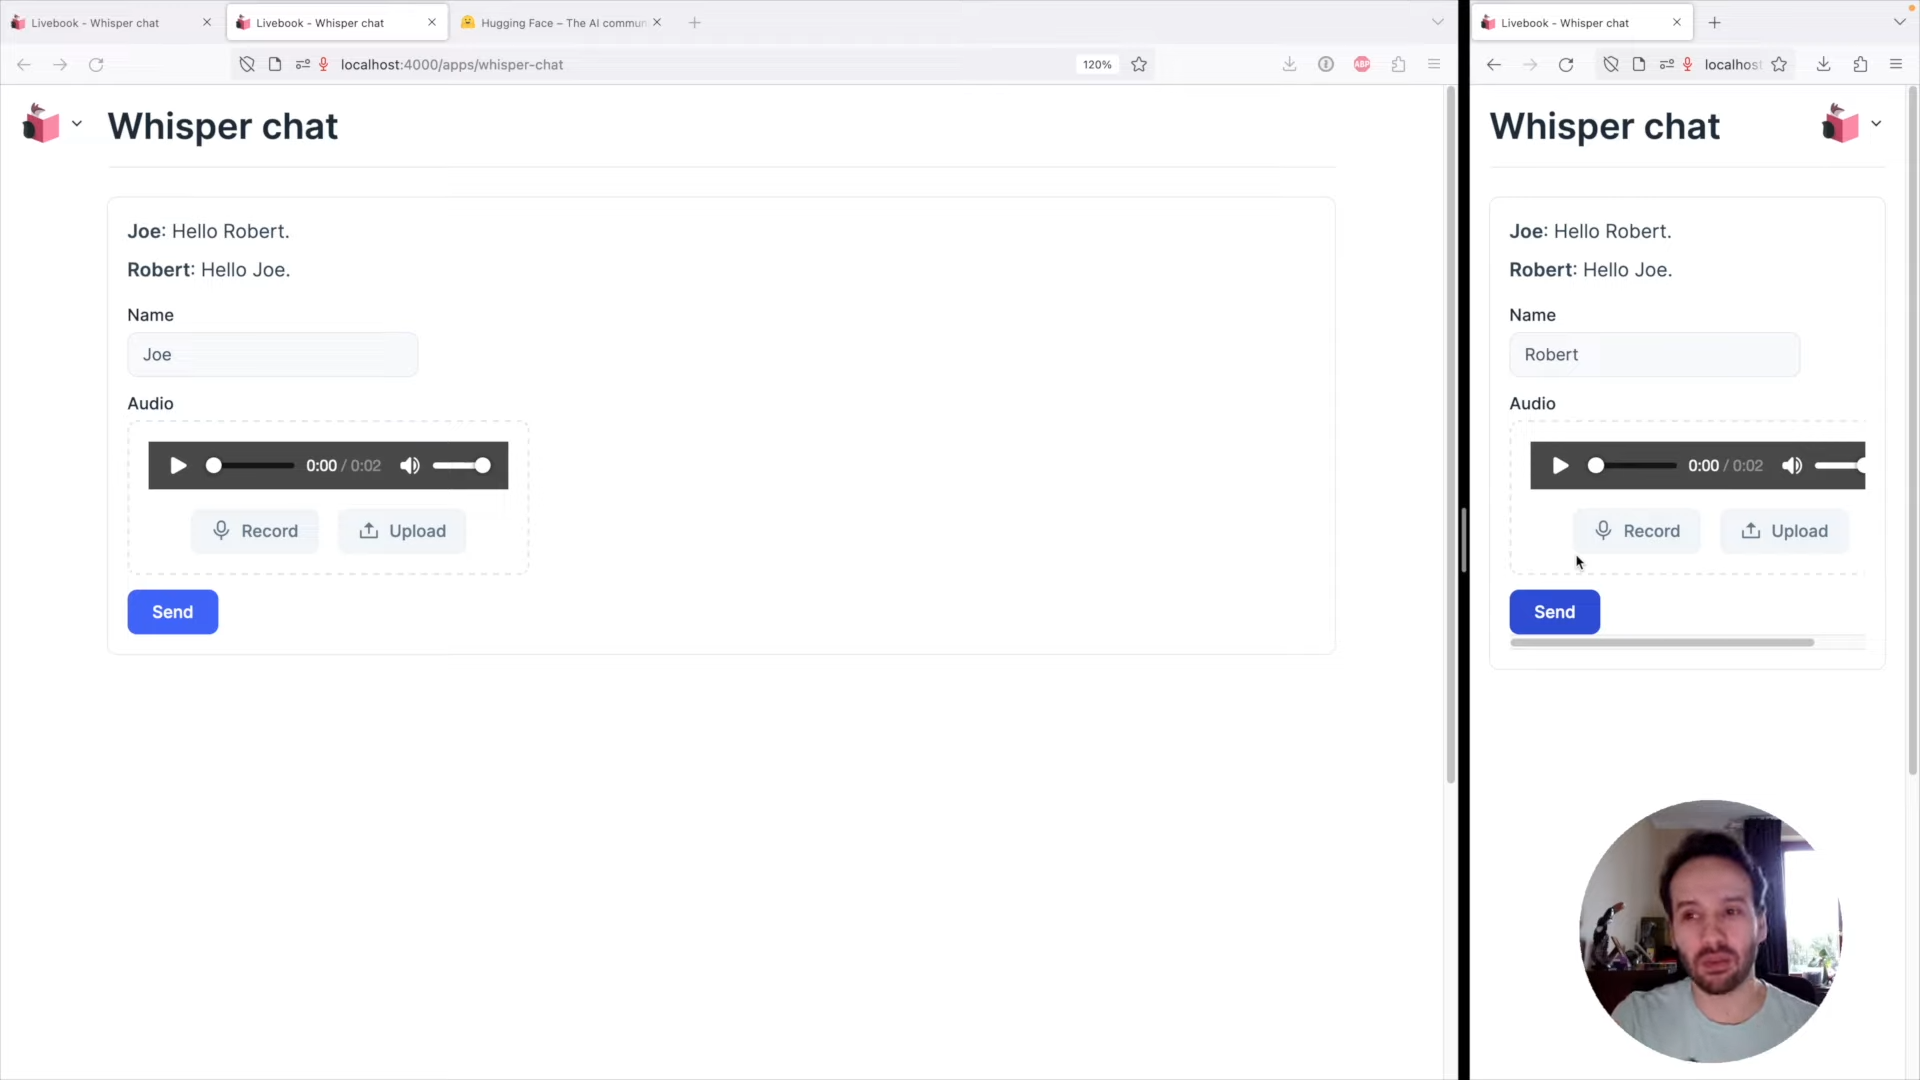 Livebook - Whisper chat
Livebook - Whisper chat
Hugging Face – The AI commun
localhost:4000/apps/whisper-chat
120%
ABP
Whisper chat
Joe: Hello Robert.
Robert: Hello Joe.
Name
Joe
Audio
0:00 / 0:02
Record
Upload
Send
Livebook - Whisper chat
localhost
Whisper chat
Joe: Hello Robert.
Robert: Hello Joe.
Name
Robert
Audio
0:00 / 0:02
Record
Upload
Send